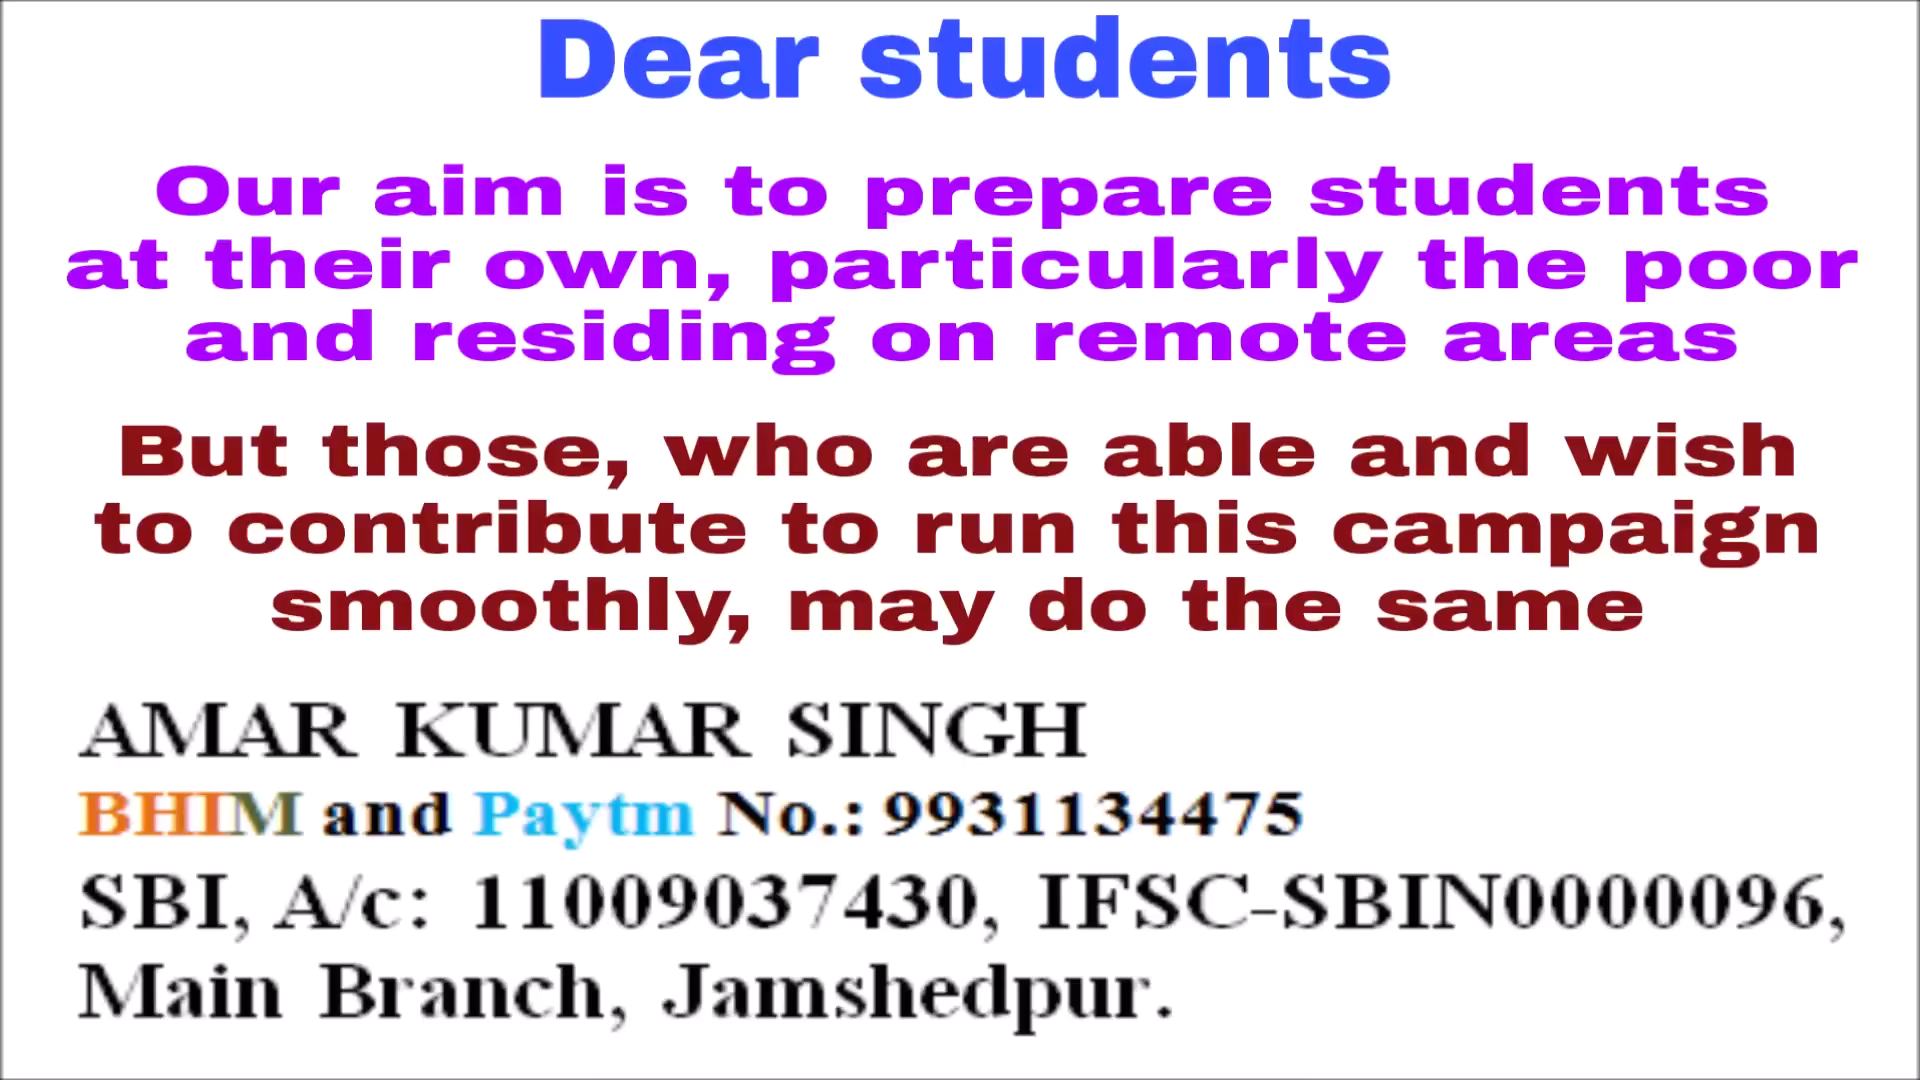 Dear students
Our aim is to prepare students
at their own, particularly the poor
and residing on remote areas
But those, who are able and wish
to contribute to run this campaign
smoothly, may do the same
AMAR KUMAR SINGH
BHIM and Paytm No.: 9931134475
SBI, A/c: 11009037430, IFSC-SBIN0000096,
Main Branch, Jamshedpur.